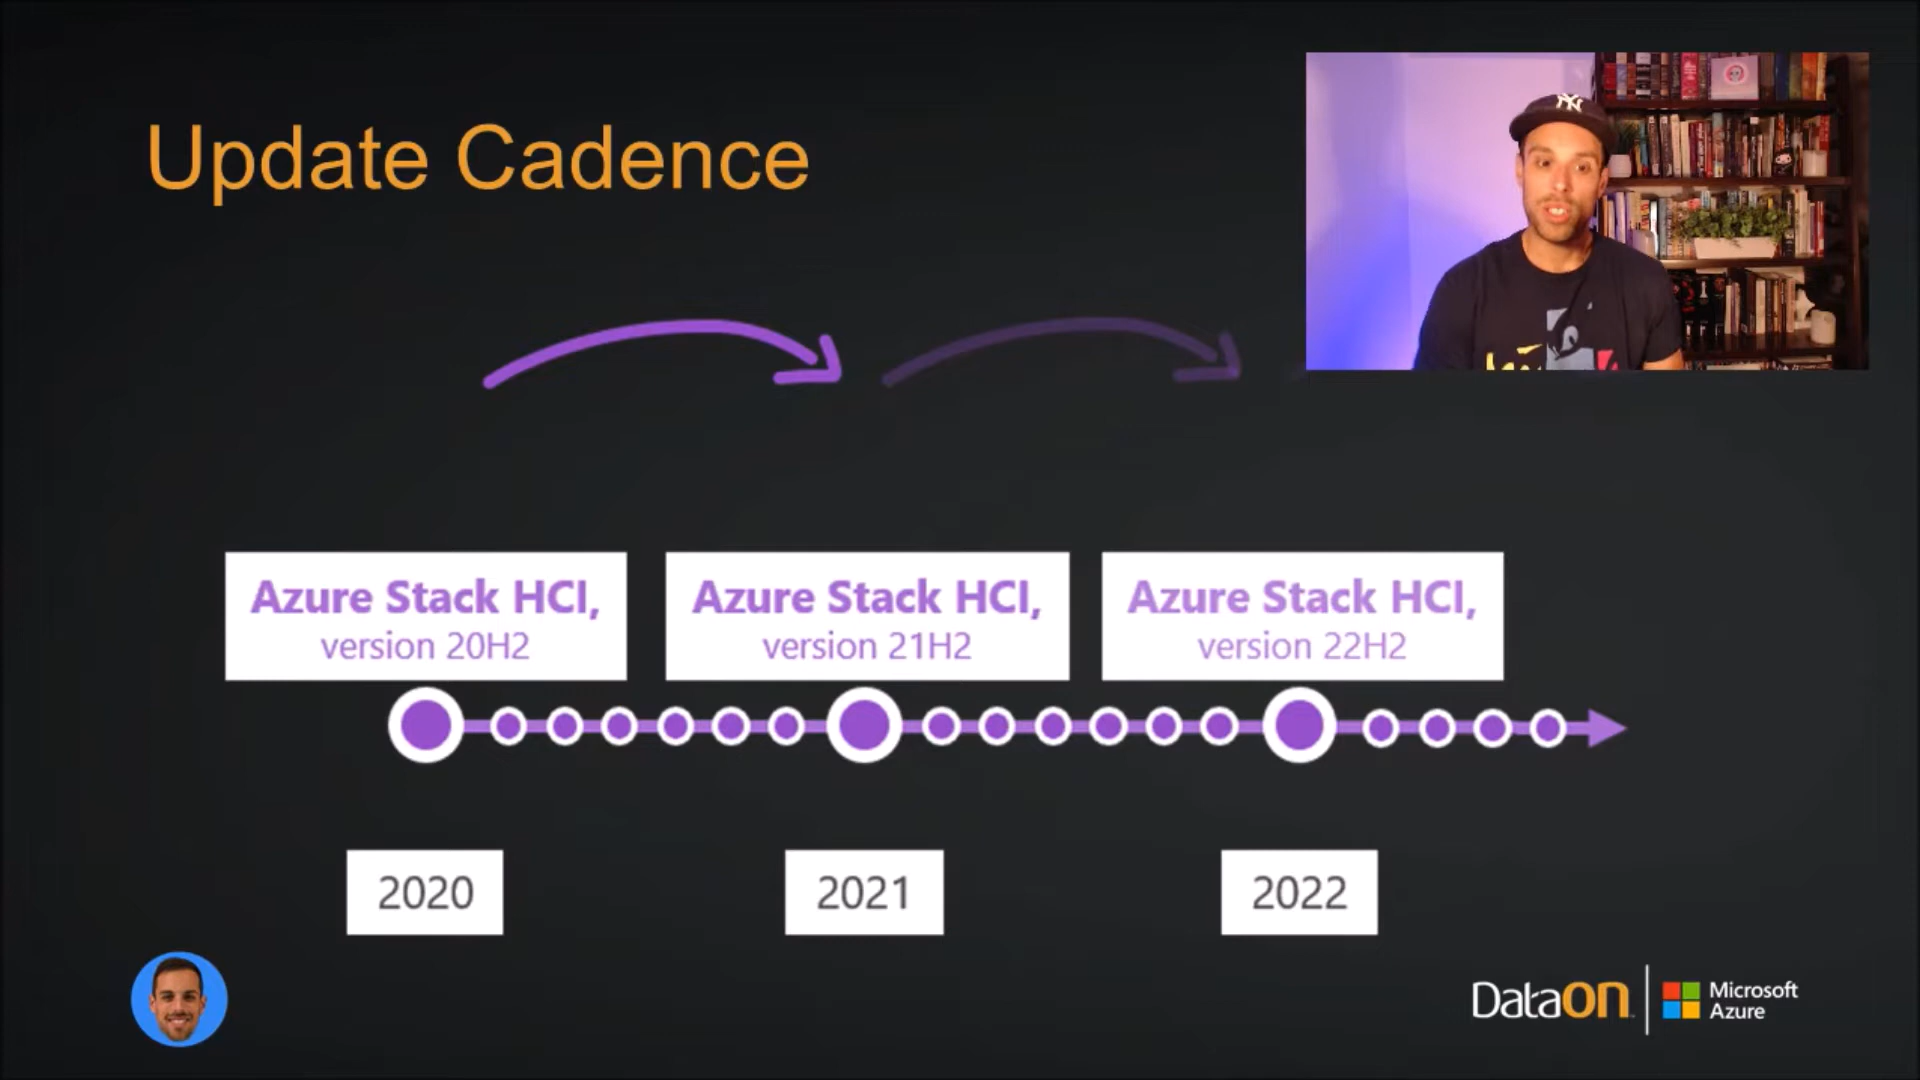 Update Cadence
NY
Azure Stack HCI,
version 20H2
Azure Stack HCI,
version 21H2
Azure Stack HCI,
version 22H2
2020
2021
2022
DataON
Microsoft
Azure